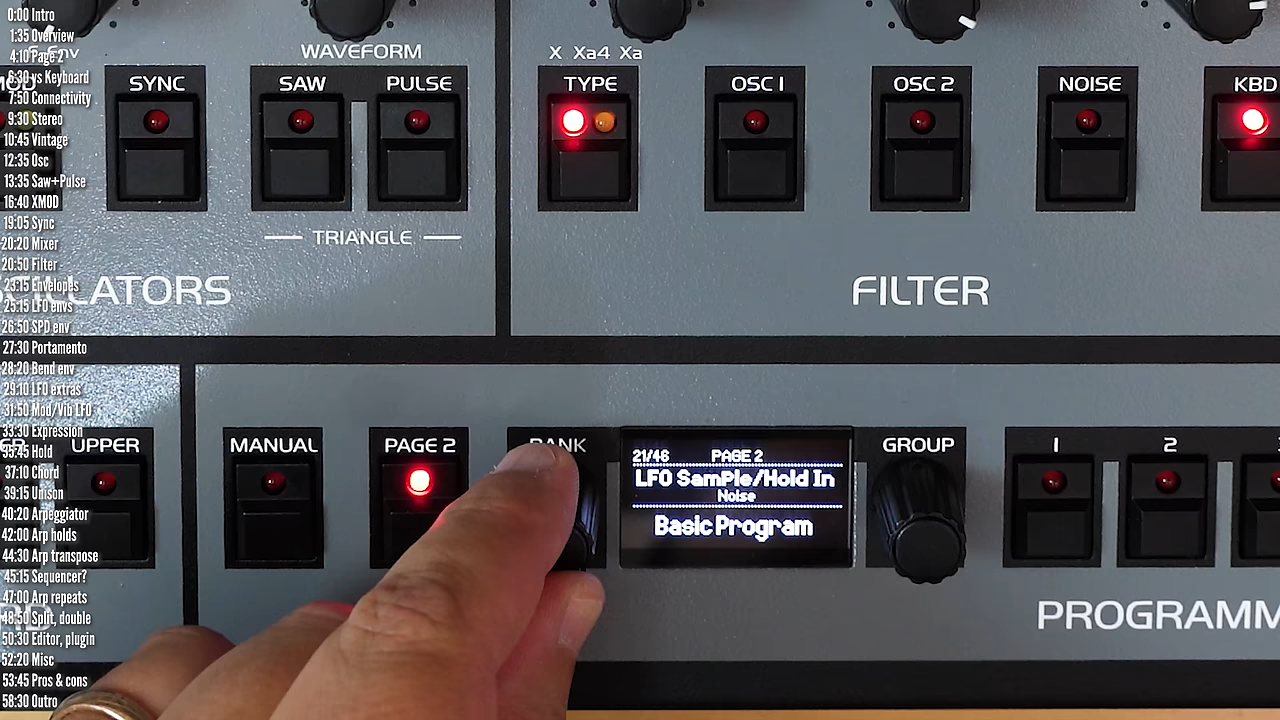 0:00 Intro
1:35 Overview
4:10 Page 2
6:30 vs Keyboard
7:50 Connectivity
9:30 Stereo
10:45 Vintage
12:35 Osc
13:35 Saw+Pulse
16:40 XMOD
19:05 Sync
20:20 Mixer
20:50 Filter
23:15 Envelopes
25:15 LFO envs
26:50 SPD env
27:30 Portamento
28:20 Bend env
29:10 LFO extras
31:50 Mod/Vib LFO
33:30 Expression
35:45 Hold
37:10 Chord
39:15 Unison
40:20 Arpeggiator
42:00 Arp holds
44:30 Arp transpose
45:15 Sequencer?
47:00 Arp repeats
48:50 Split, double
50:30 Editor, plugin
52:20 Misc
53:45 Pros & cons
58:30 Outro
WAVEFORM
X Xa4 Xa
SYNC SAW PULSE TYPE OSC 1 OSC 2 NOISE KBD
TRIANGLE
FILTER
UPPER MANUAL PAGE 2 BANK GROUP 1 2
21/46 PAGE 2
LFO Sample/Hold In
Noise
Basic Program